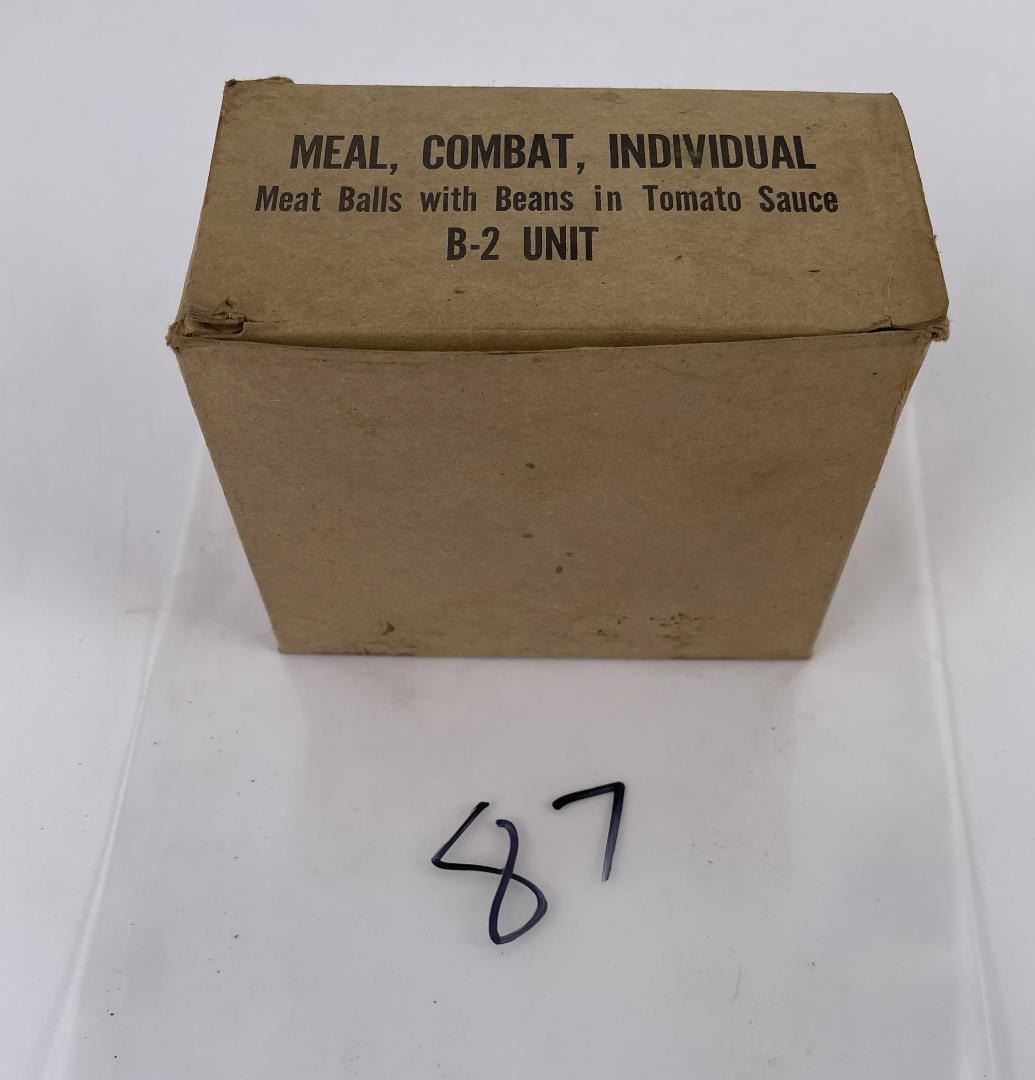 MEAL, COMBAT, INDIVIDUAL
Meat Balls with Beans in Tomato Sauce
B-2 UNIT
87